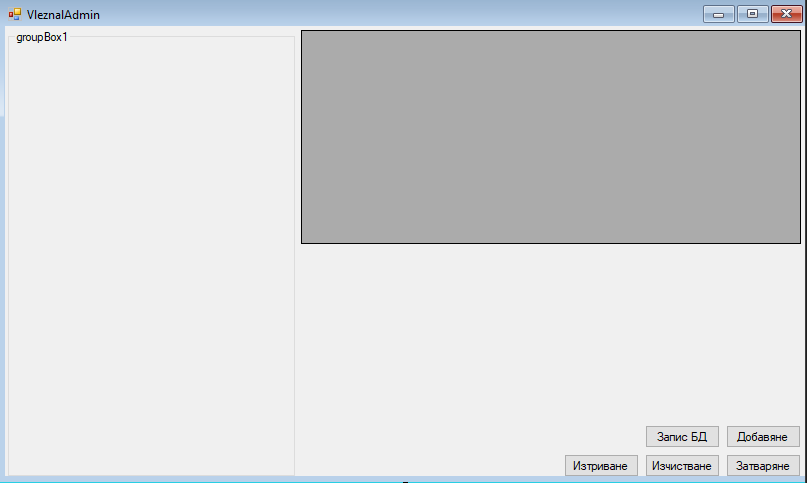 VleznalAdmin
groupBox1
Запис БД
Добавяне
Изтриване
Изчистване
Затваряне